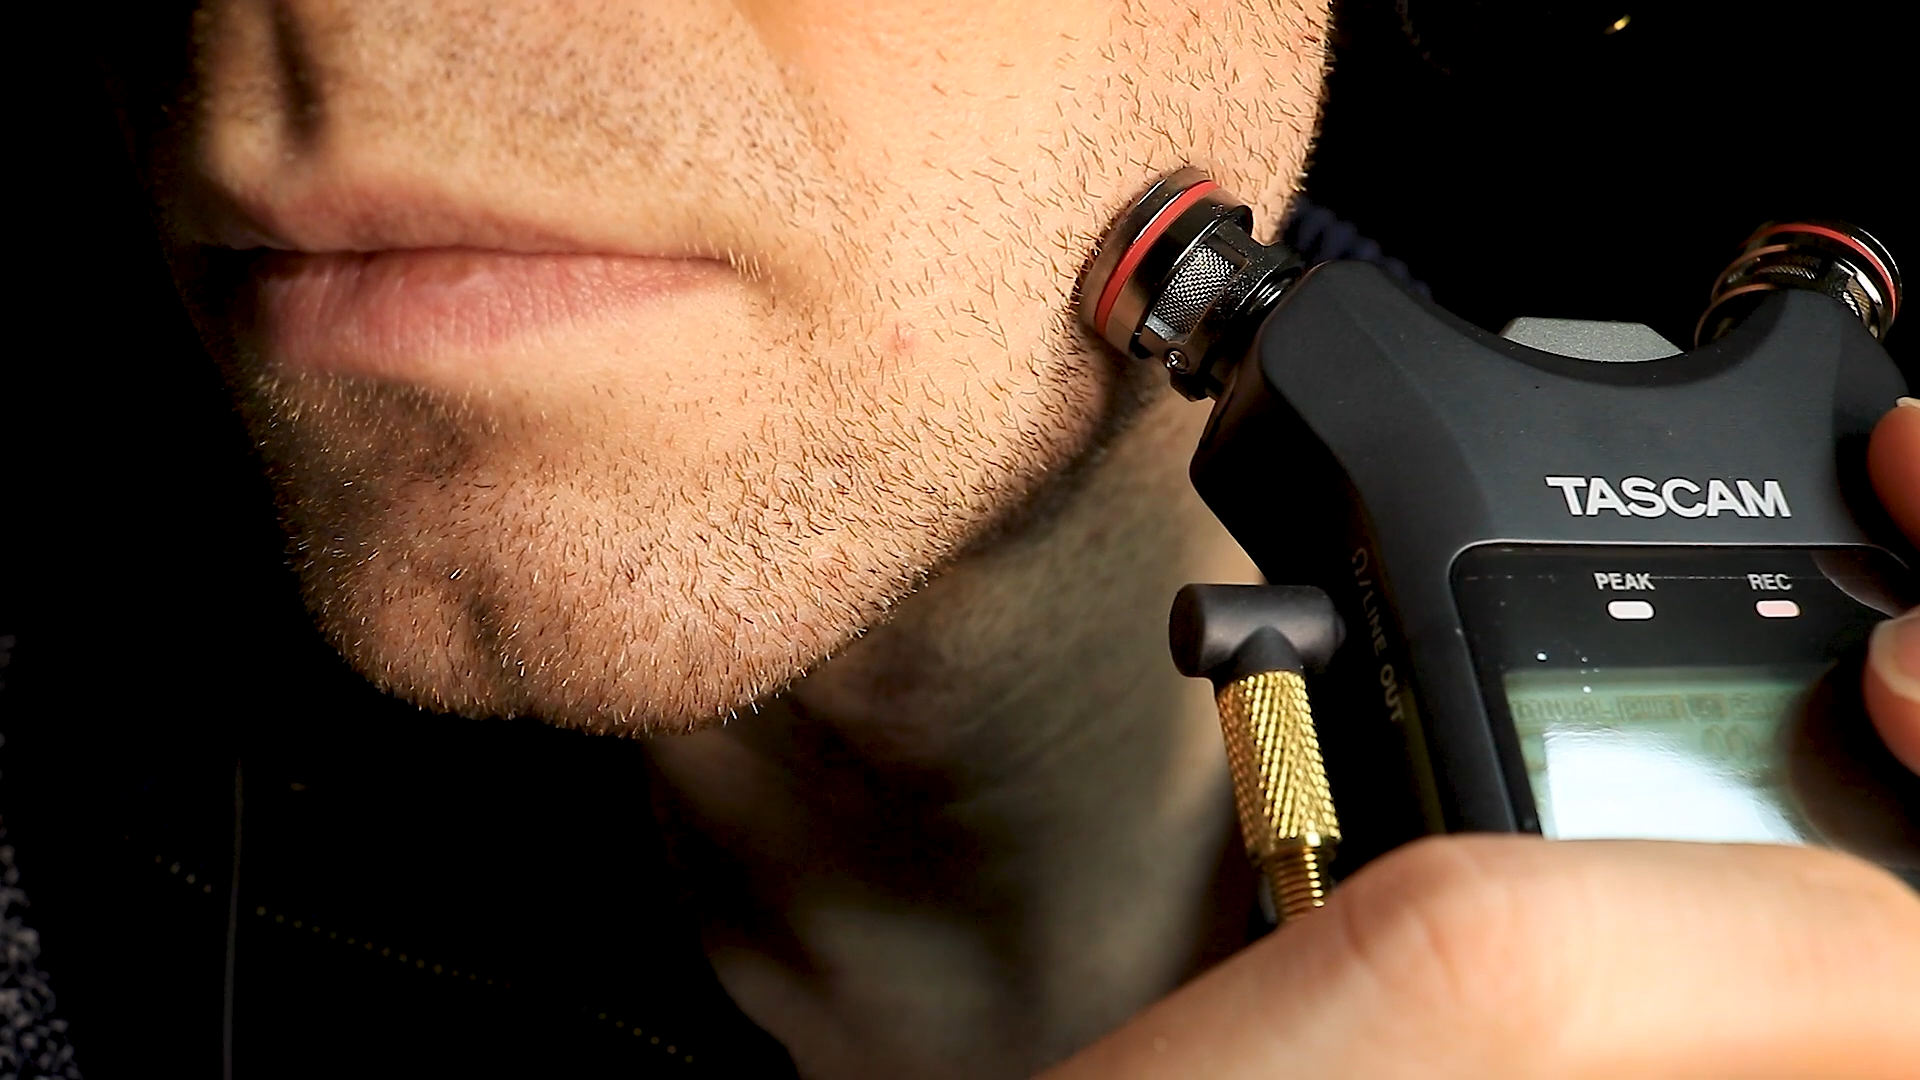 TASCAM
PEAK REC
Ω/LINE OUT